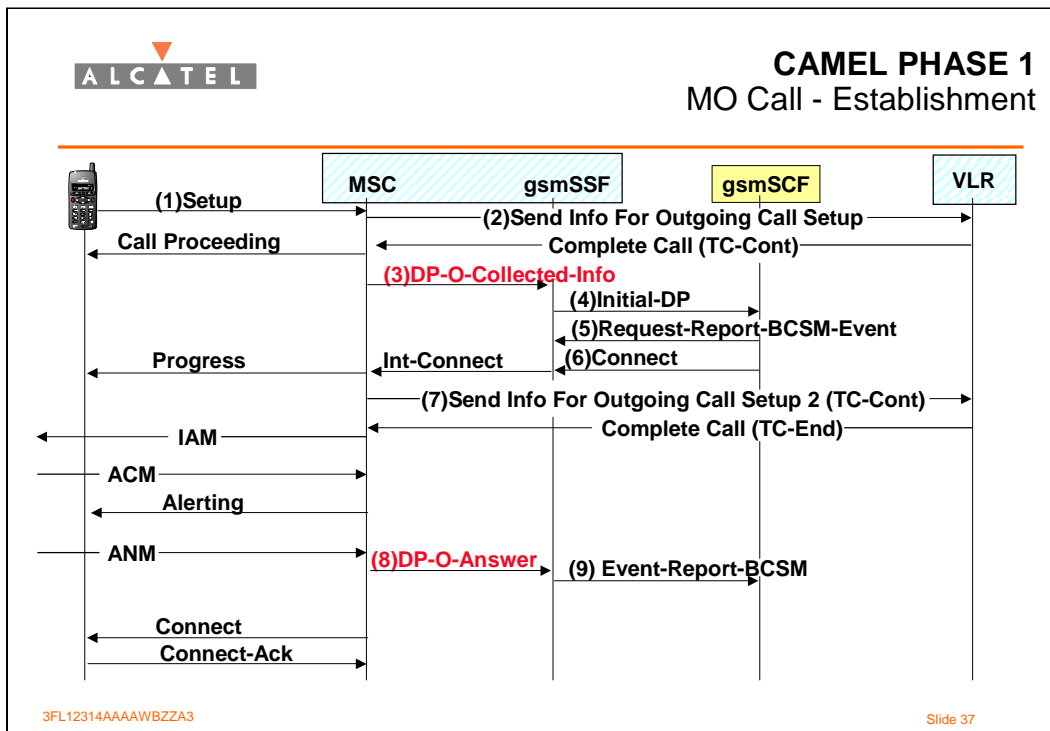 ALCATEL
CAMEL PHASE 1
MO Call - Establishment
MSC
gsmSSF
gsmSCF
VLR
(1)Setup
(2)Send Info For Outgoing Call Setup
Call Proceeding
Complete Call (TC-Cont)
(3)DP-O-Collected-Info
(4)Initial-DP
(5)Request-Report-BCSM-Event
Progress
Int-Connect
(6)Connect
(7)Send Info For Outgoing Call Setup 2 (TC-Cont)
IAM
Complete Call (TC-End)
ACM
Alerting
ANM
(8)DP-O-Answer
(9) Event-Report-BCSM
Connect
Connect-Ack
3FL12314AAAAWBZZA3
Slide 37